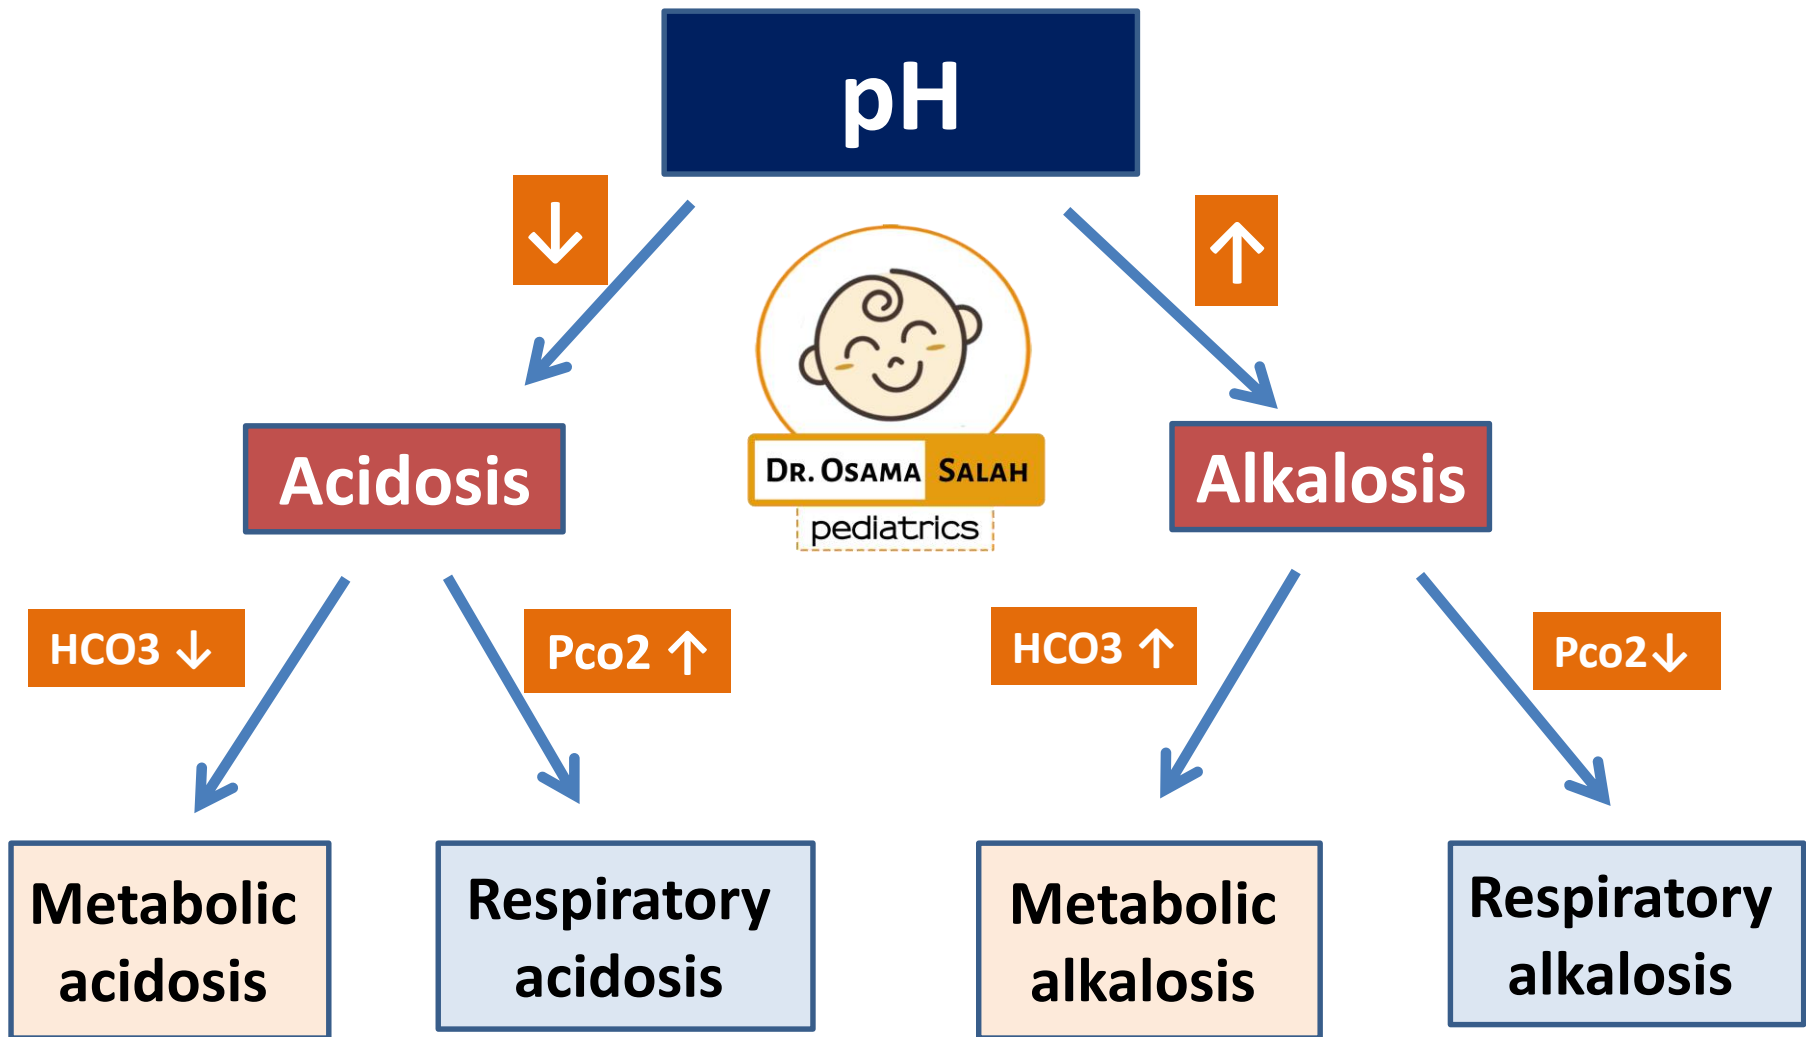 pH
↓
↑
DR. OSAMA SALAH
pediatrics
Acidosis
Alkalosis
HCO3 ↓
Pco2 ↑
HCO3 ↑
Pco2↓
Metabolic
acidosis
Respiratory
acidosis
Metabolic
alkalosis
Respiratory
alkalosis